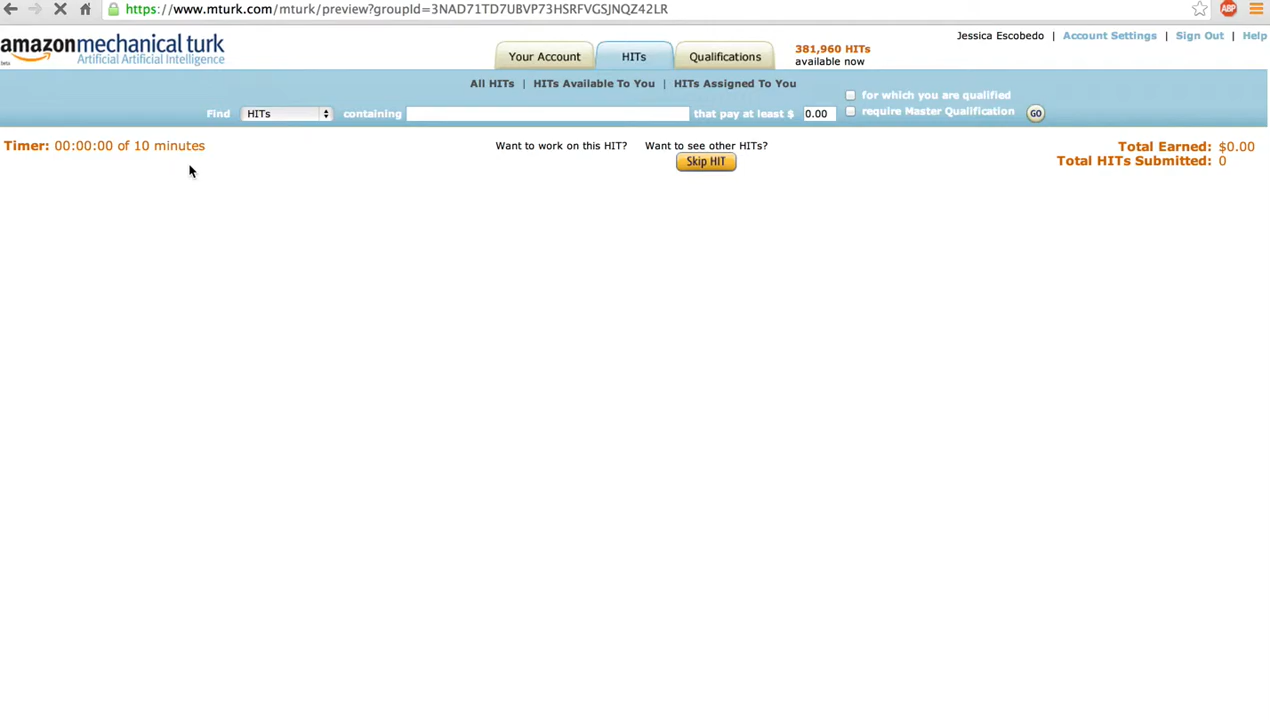 https://www.mturk.com/mturk/preview?groupId=3NAD71TD7UBVP73HSRFVGSJNQZ42LR
ABP
amazonmechanical turk
beta
Artificial Artificial Intelligence
Your Account
HITs
Qualifications
381,960 HITs
available now
Jessica Escobedo | Account Settings | Sign Out | Help
All HITs | HITs Available To You | HITs Assigned To You
Find HITs containing that pay at least $ 0.00
for which you are qualified
require Master Qualification
GO
Timer: 00:00:00 of 10 minutes
Want to work on this HIT?
Want to see other HITs?
Skip HIT
Total Earned: $0.00
Total HITs Submitted: 0